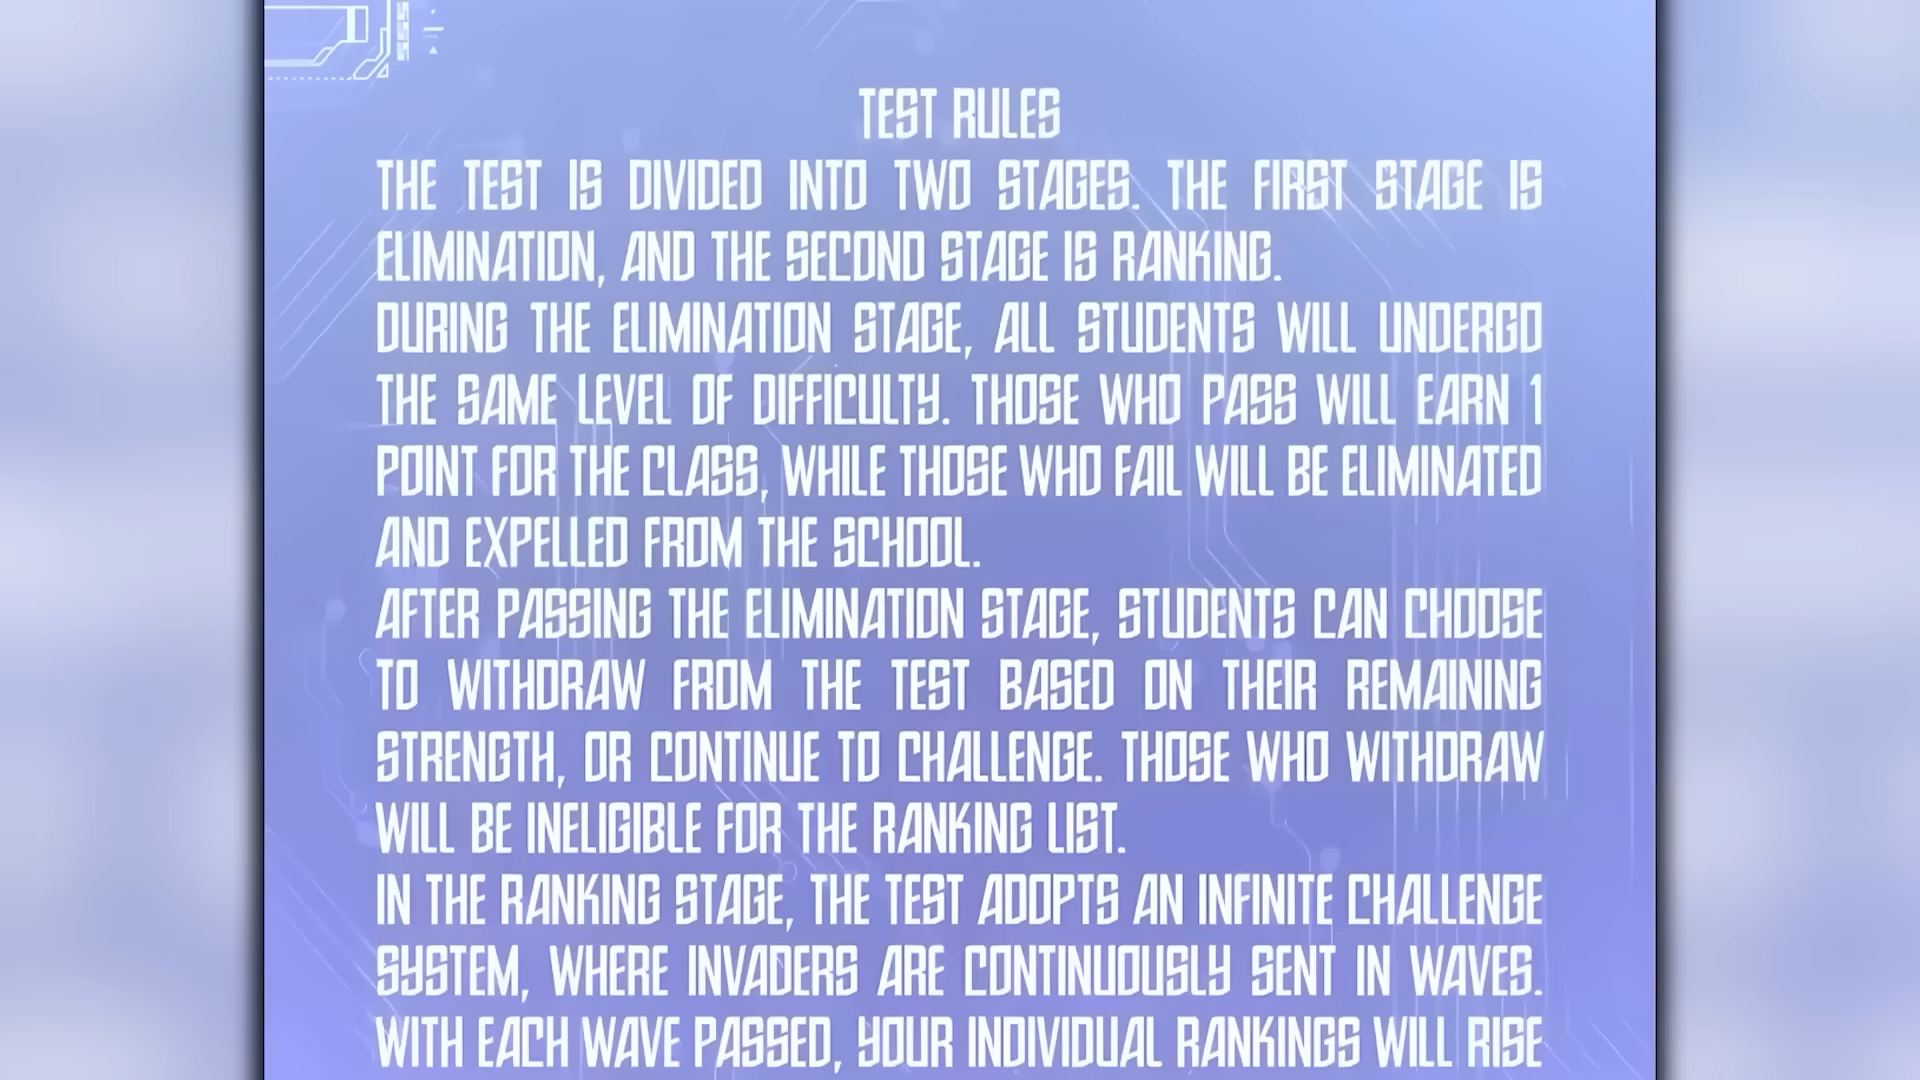 TEST RULES
THE TEST IS DIVIDED INTO TWO STAGES. THE FIRST STAGE IS
ELIMINATION, AND THE SECOND STAGE IS RANKING.
DURING THE ELIMINATION STAGE, ALL STUDENTS WILL UNDERGO
THE SAME LEVEL OF DIFFICULTY. THOSE WHO PASS WILL EARN 1
POINT FOR THE CLASS, WHILE THOSE WHO FAIL WILL BE ELIMINATED
AND EXPELLED FROM THE SCHOOL.
AFTER PASSING THE ELIMINATION STAGE, STUDENTS CAN CHOOSE
TO WITHDRAW FROM THE TEST BASED ON THEIR REMAINING
STRENGTH, OR CONTINUE TO CHALLENGE. THOSE WHO WITHDRAW
WILL BE INELIGIBLE FOR THE RANKING LIST.
IN THE RANKING STAGE, THE TEST ADOPTS AN INFINITE CHALLENGE
SYSTEM, WHERE INVADERS ARE CONTINUOUSLY SENT IN WAVES.
WITH EACH WAVE PASSED, YOUR INDIVIDUAL RANKINGS WILL RISE